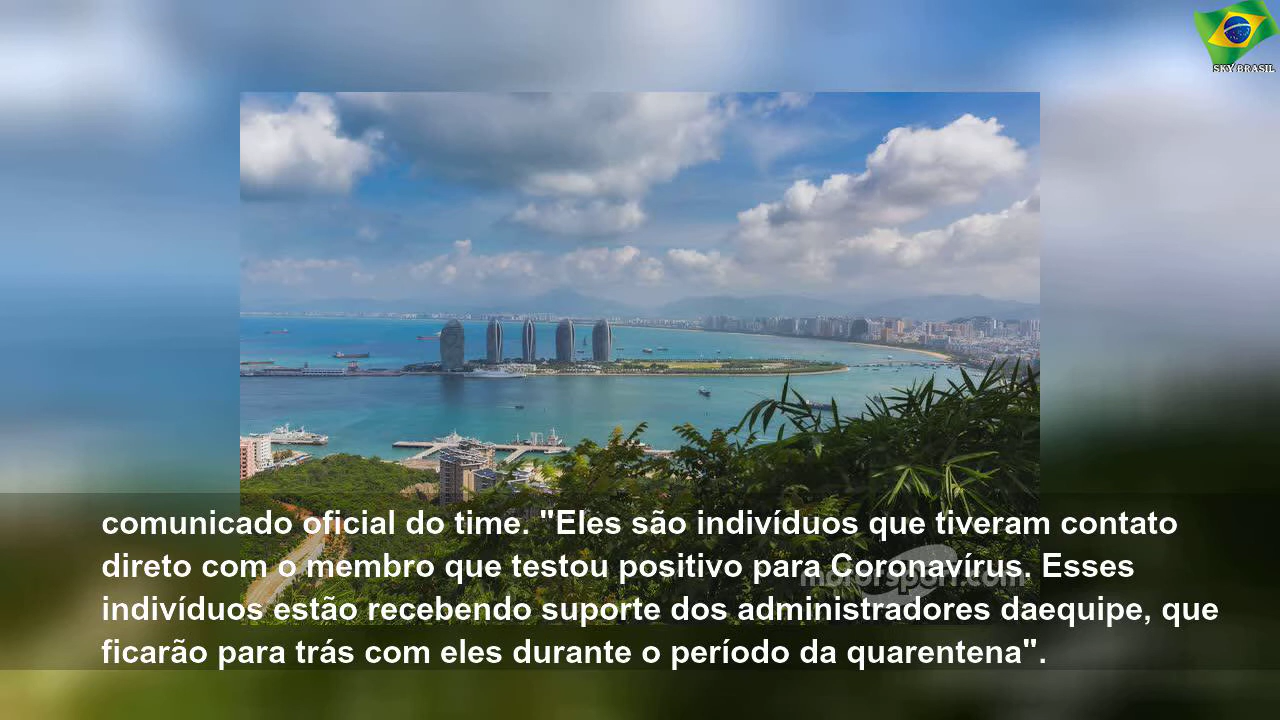 SKY BRASIL
comunicado oficial do time. "Eles são indivíduos que tiveram contato
direto com o membro que testou positivo para Coronavírus. Esses
motorsport.com
indivíduos estão recebendo suporte dos administradores daequipe, que
ficarão para trás com eles durante o período da quarentena".